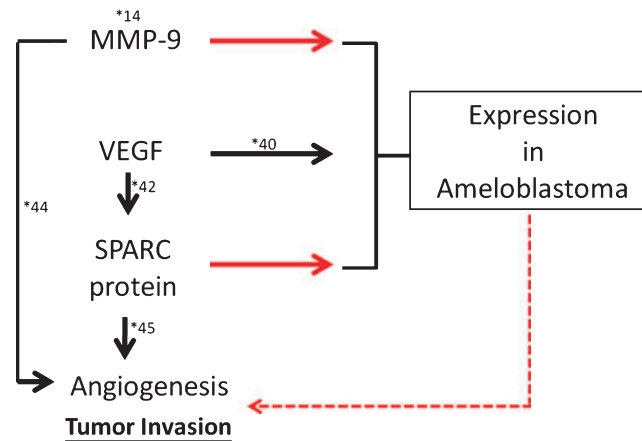 *14
MMP-9
VEGF
*40
*42
*44
SPARC
protein
*45
Angiogenesis
Tumor Invasion
Expression
in
Ameloblastoma